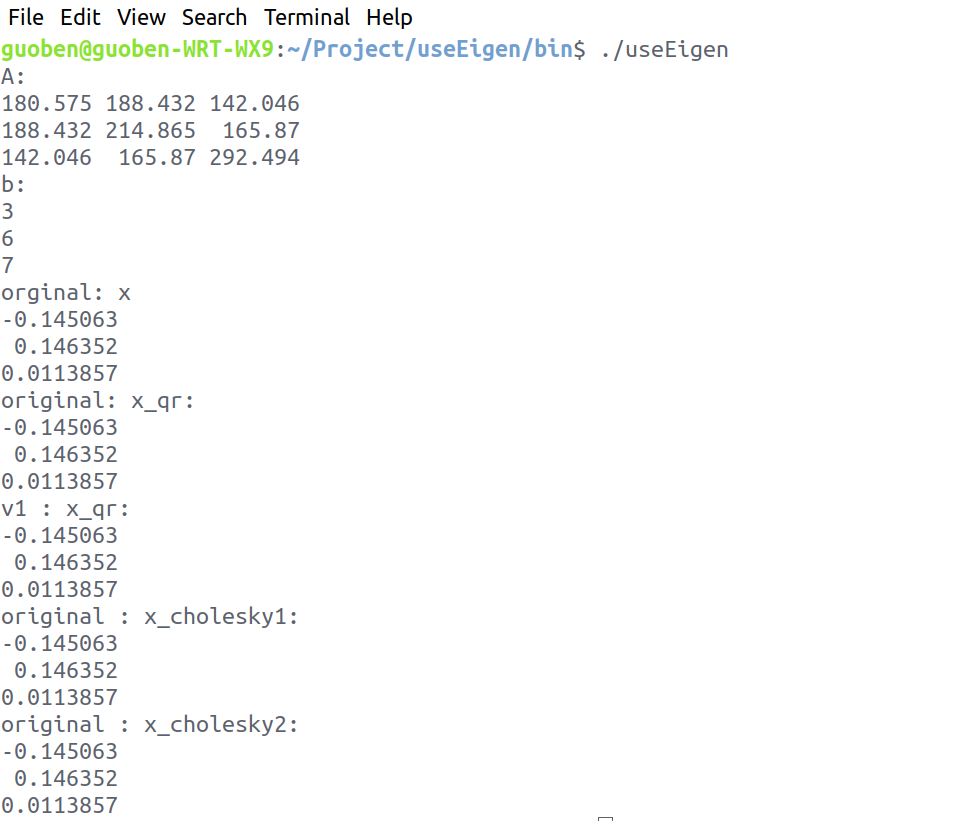 File Edit View Search Terminal Help
guoben@guoben-WRT-WX9:~/Project/useEigen/bin$ ./useEigen
A:
180.575 188.432 142.046
188.432 214.865  165.87
142.046  165.87 292.494
b:
3
6
7
orginal: x
-0.145063
 0.146352
0.0113857
original: x_qr:
-0.145063
 0.146352
0.0113857
v1 : x_qr:
-0.145063
 0.146352
0.0113857
original : x_cholesky1:
-0.145063
 0.146352
0.0113857
original : x_cholesky2:
-0.145063
 0.146352
0.0113857